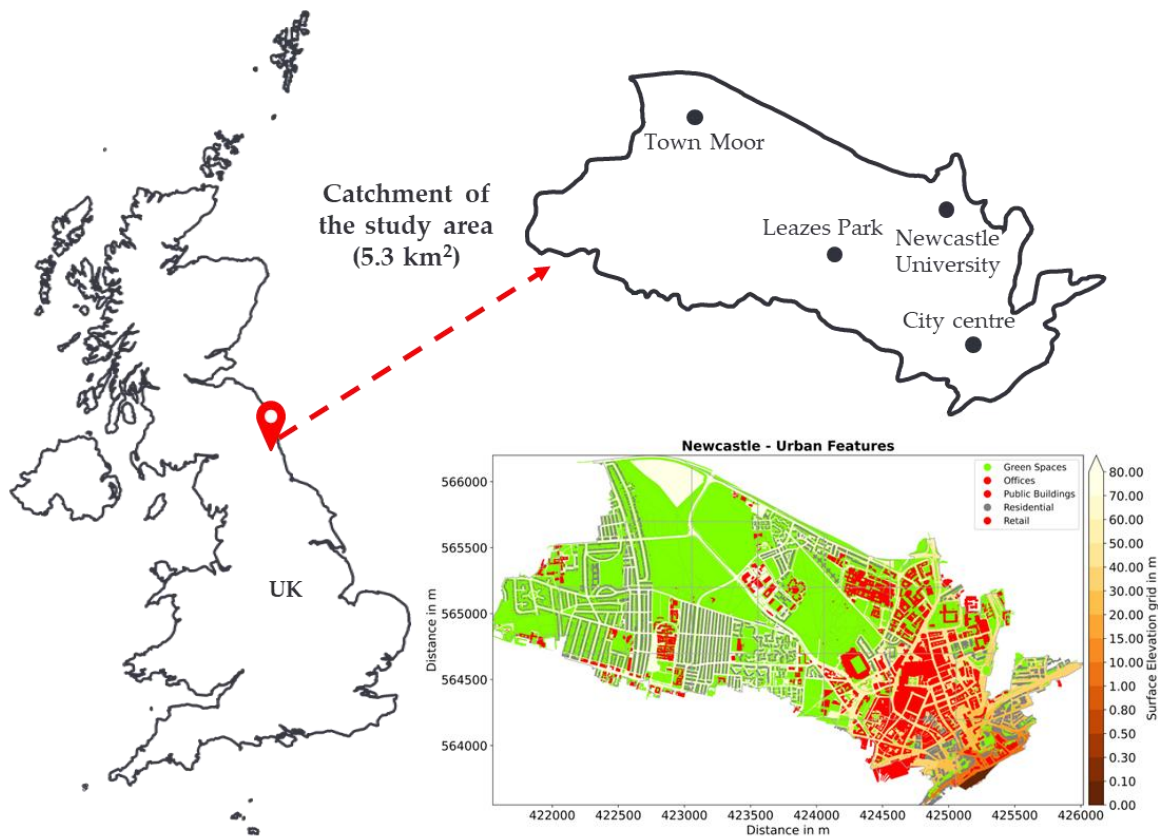 Catchment of
the study area
(5.3 km²)
UK
Town Moor
Leazes Park
Newcastle
University
City centre
Newcastle - Urban Features
Green Spaces
Offices
Public Buildings
Residential
Retail
Distance in m
566000
565500
565000
564500
564000
422000
422500
423000
423500
424000
424500
425000
425500
426000
Distance in m
80.00
70.00
60.00
50.00
40.00
30.00
20.00
15.00
10.00
1.00
0.80
0.50
0.30
0.10
0.00
Surface Elevation grid in m